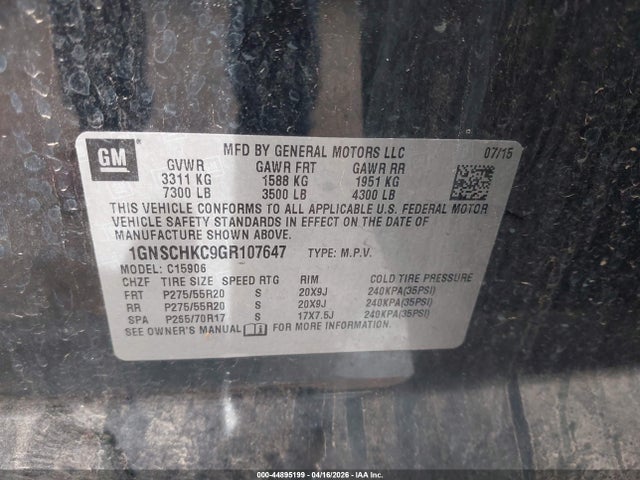 GM
MFD BY GENERAL MOTORS LLC 07/15
GVWR GAWR FRT GAWR RR
3311 KG 1588 KG 1951 KG
7300 LB 3500 LB 4300 LB
THIS VEHICLE CONFORMS TO ALL APPLICABLE U.S. FEDERAL MOTOR
VEHICLE SAFETY STANDARDS IN EFFECT ON THE DATE OF
MANUFACTURE SHOWN ABOVE.
1GNSCHKC9GR107647 TYPE: M.P.V.
MODEL: C15906
CHZF TIRE SIZE SPEED RTG RIM COLD TIRE PRESSURE
FRT P275/55R20 S 20X9J 240KPA(35PSI)
RR P275/55R20 S 20X9J 240KPA(35PSI)
SPA P265/70R17 S 17X7.5J 240KPA(35PSI)
SEE OWNER'S MANUAL FOR MORE INFORMATION.
000-44895199 - 04/16/2026 - IAA Inc.